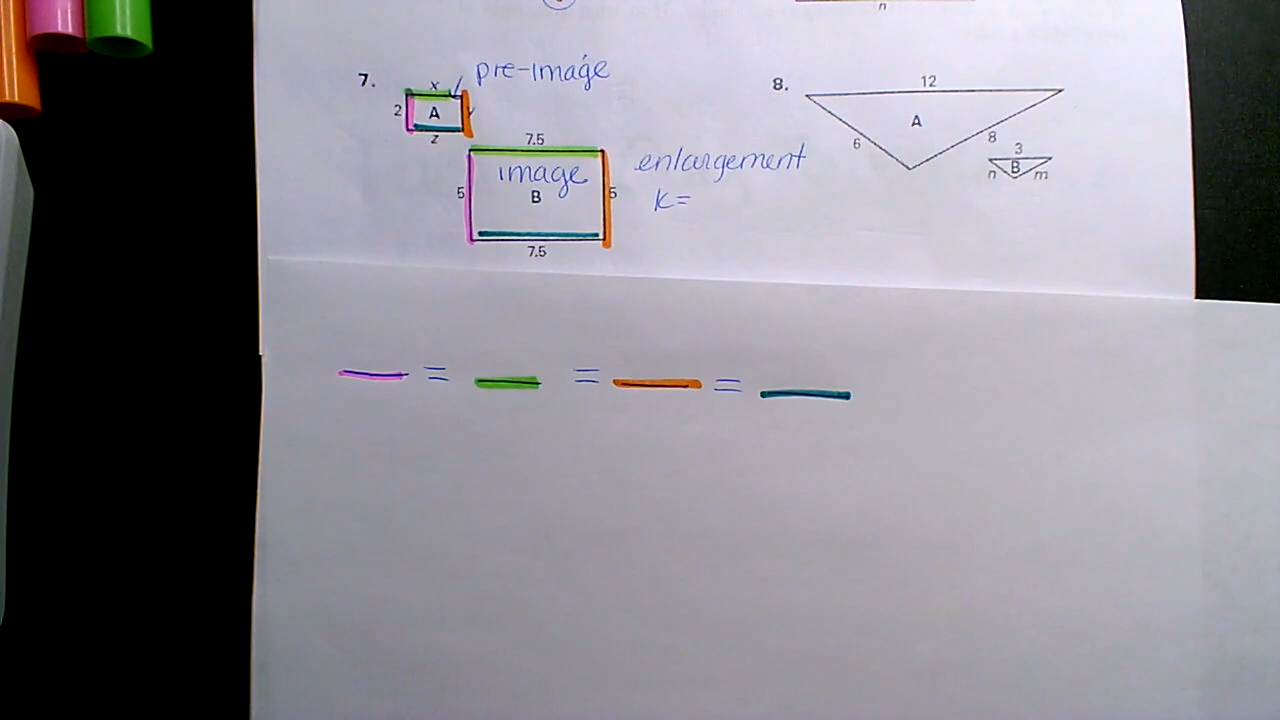 n
7.
pre-image
x
2
A
y
z
7.5
5
image
B
5
7.5
enlargement
K=
8.
12
A
6
8
3
B
n
m
= = =